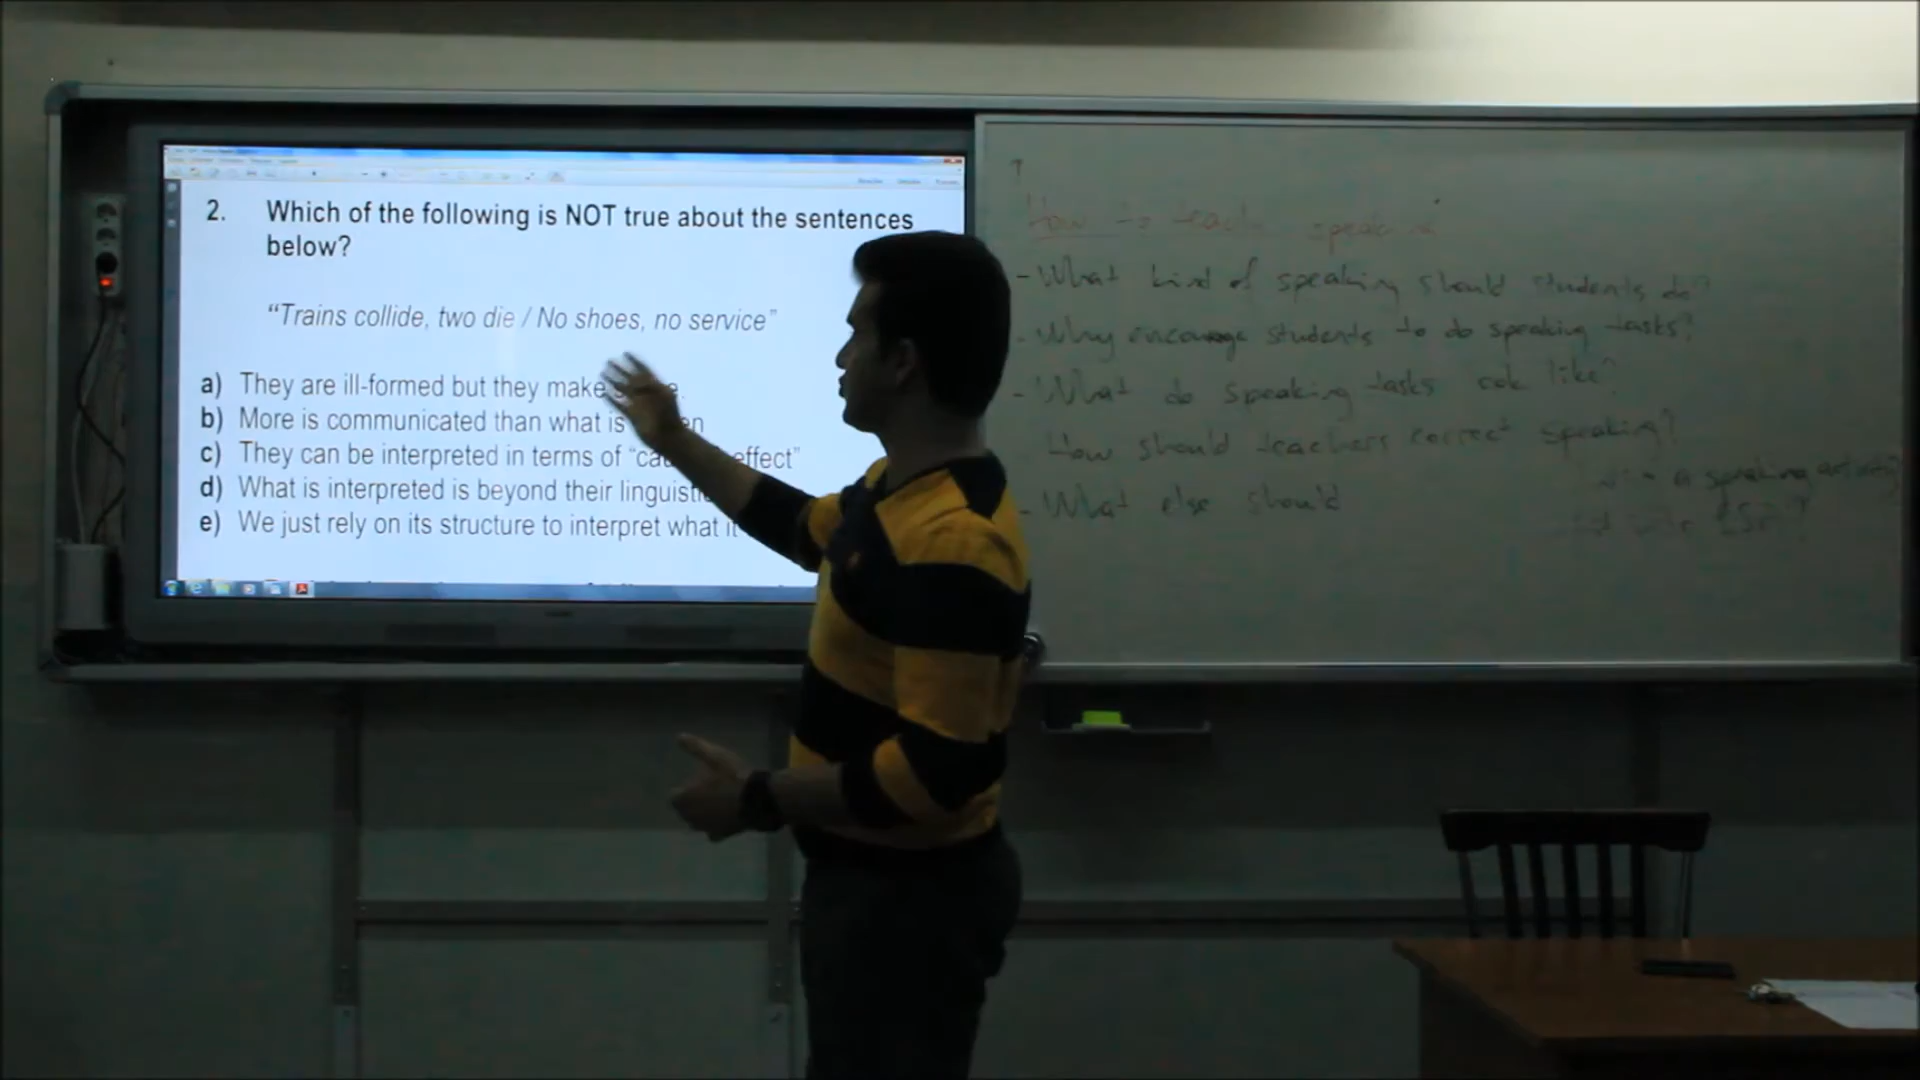 2. Which of the following is NOT true about the sentences
below?
“Trains collide, two die / No shoes, no service”
a) They are ill-formed but they make
b) More is communicated than what is
c) They can be interpreted in terms of effect”
d) What is interpreted is beyond their
e) We just rely on its structure to interpret what
How to teach speaking
- What kind of speaking should students do?
- Why encourage students to do speaking tasks?
- What do speaking tasks look like?
How should teachers correct speaking?
- What else should
a speaking activity